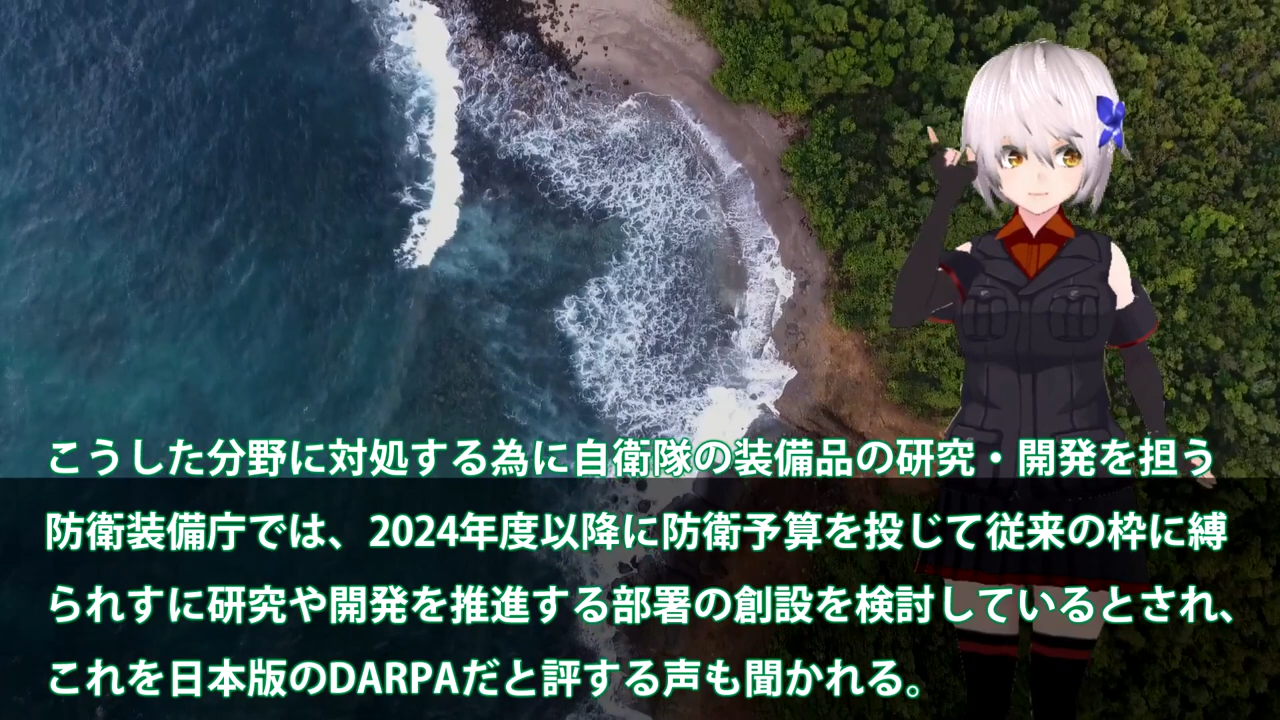 こうした分野に対処する為に自衛隊の装備品の研究・開発を担う
防衛装備庁では、2024年度以降に防衛予算を投じて従来の枠に縛
られずに研究や開発を推進する部署の創設を検討しているとされ、
これを日本版のDARPAだと評する声も聞かれる。